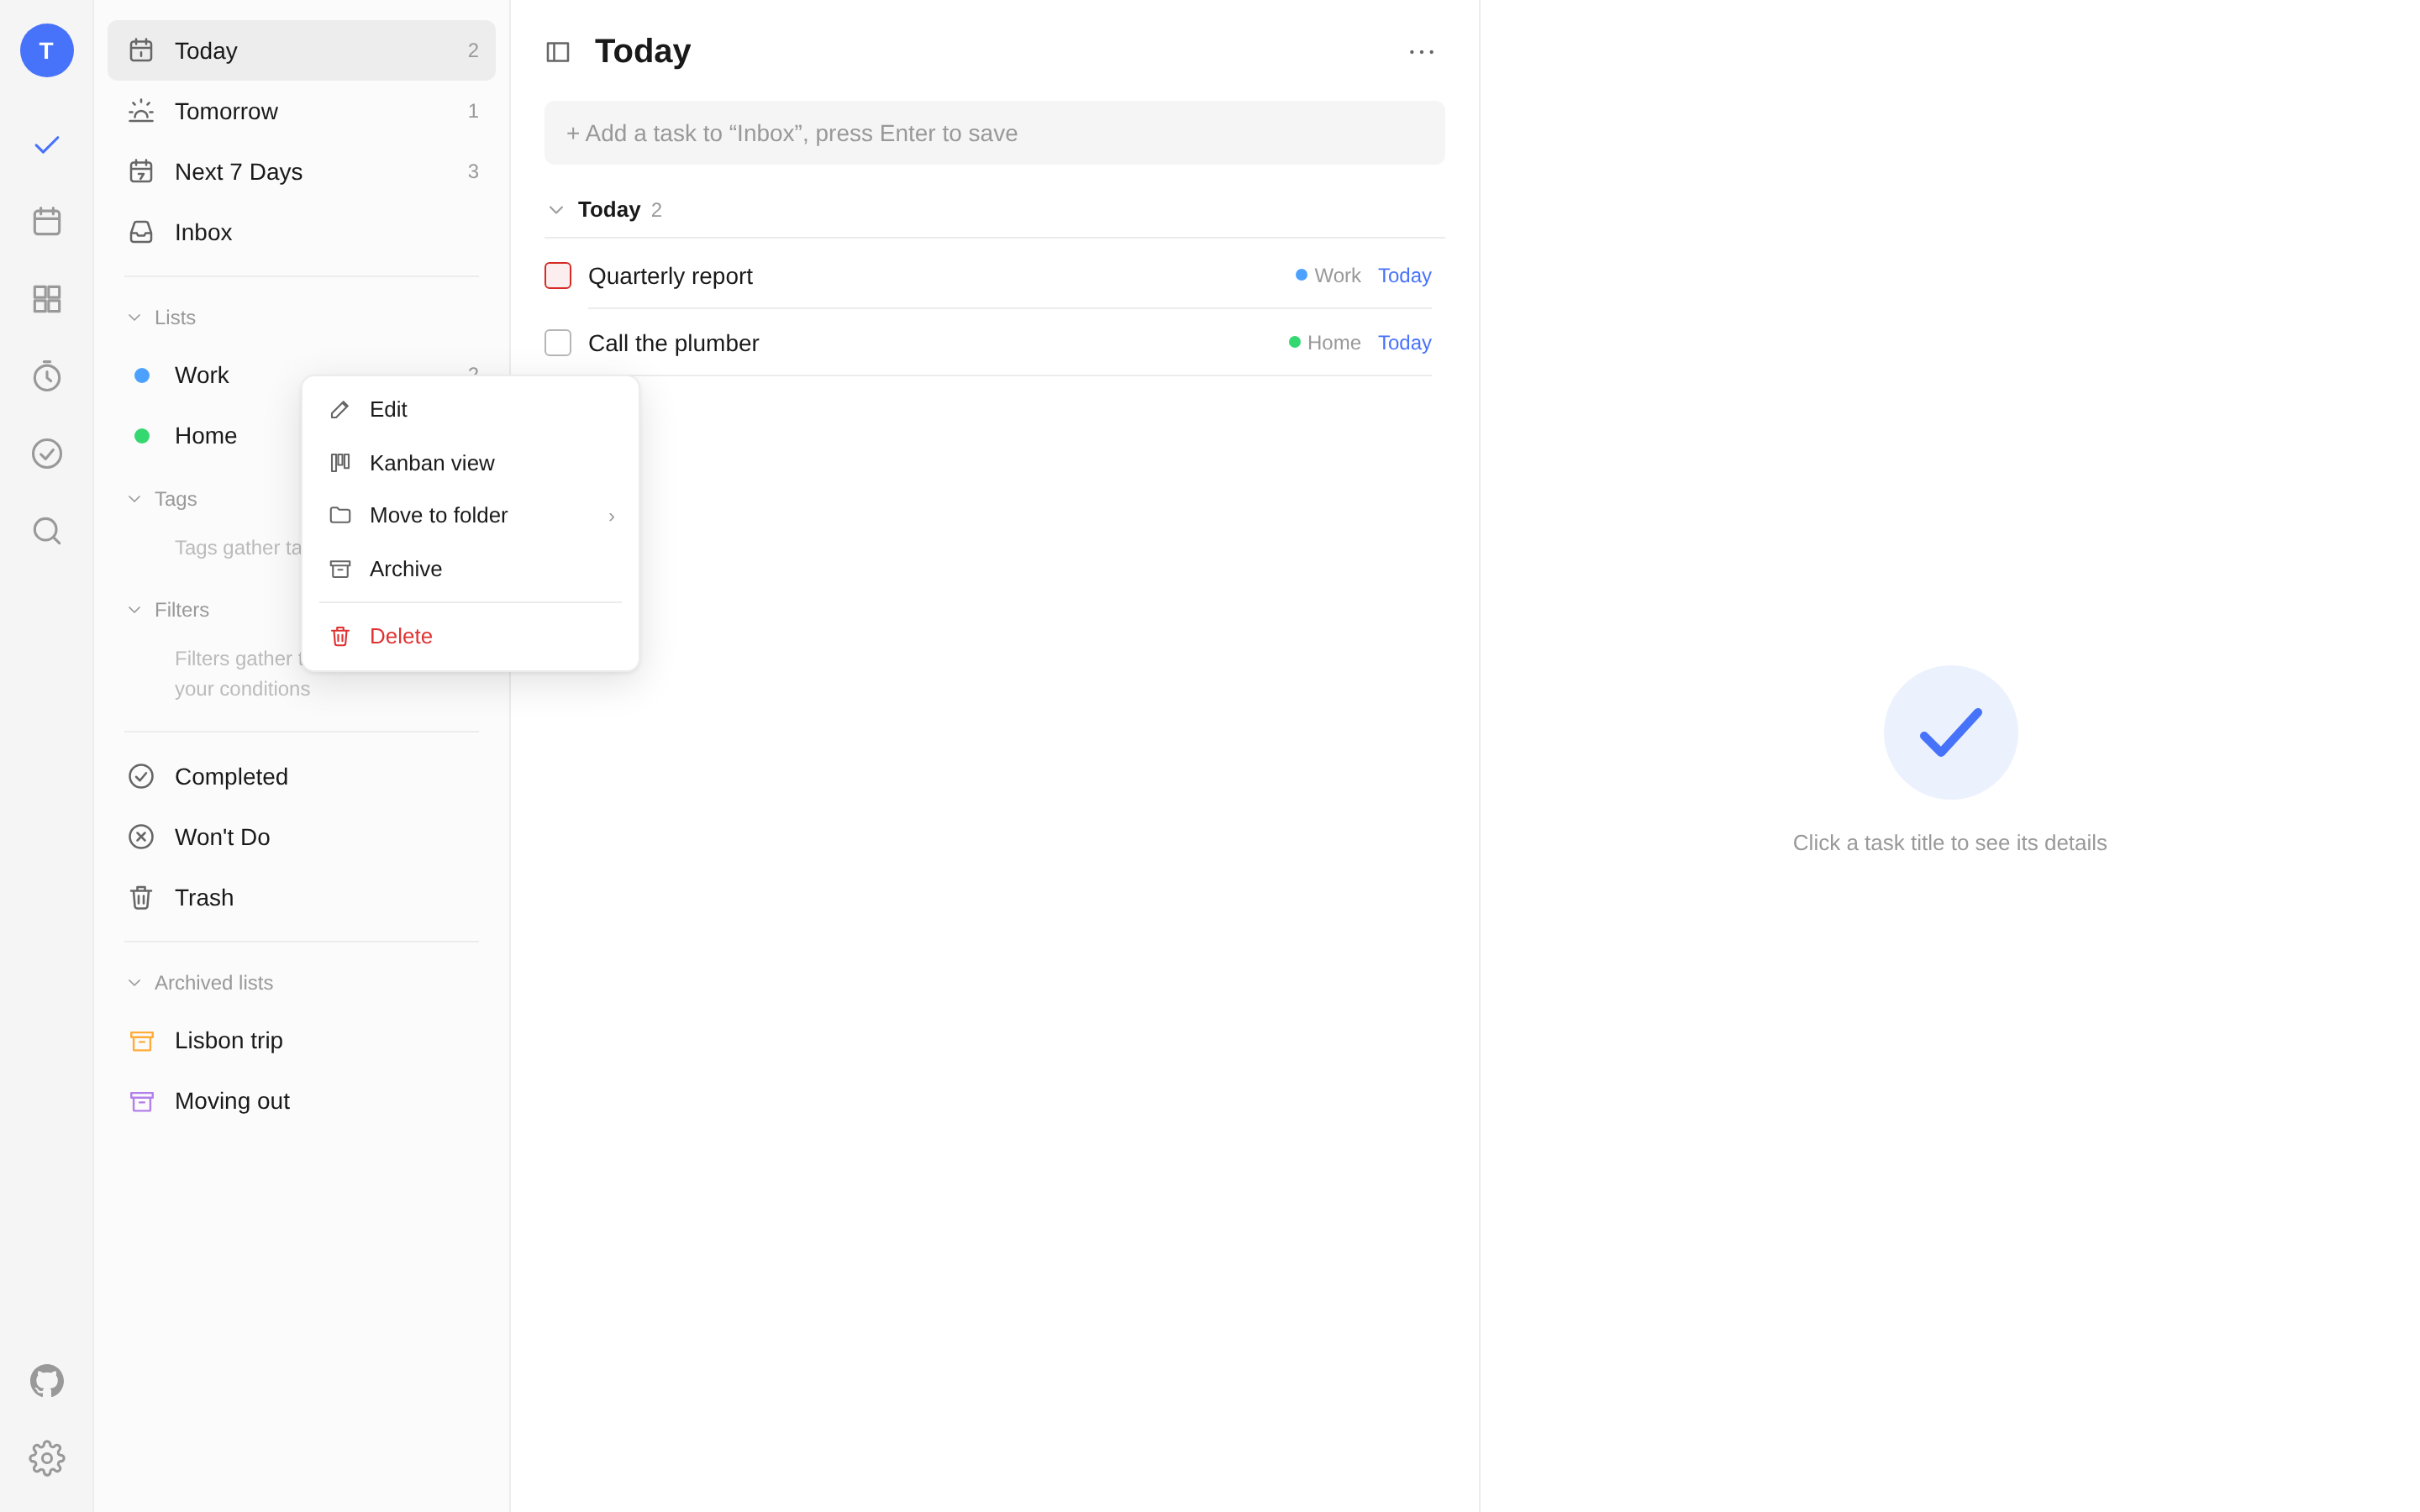 T
Today 2
Tomorrow 1
Next 7 Days 3
Inbox
Lists
Work
Home
Tags
Tags gather
Filters
Filters gather
your conditions
Completed
Won't Do
Trash
Archived lists
Lisbon trip
Moving out
Edit
Kanban view
Move to folder ›
Archive
Delete
Today
+ Add a task to “Inbox”, press Enter to save
Today 2
Quarterly report Work Today
Call the plumber Home Today
Click a task title to see its details